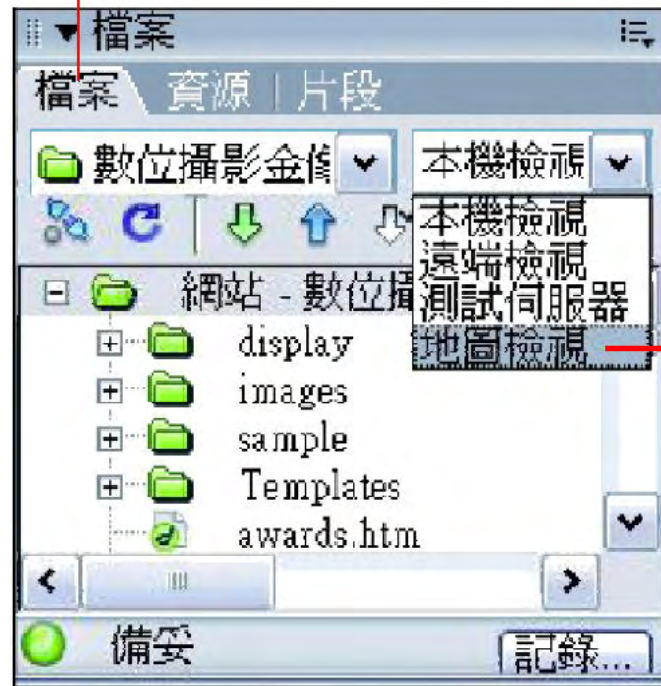 檔案
檔案 資源 片段
數位攝影金像 本機檢視
本機檢視
遠端檢視
測試伺服器
地圖檢視
網站 - 數位攝
display
images
sample
Templates
awards.htm
備妥 記錄...